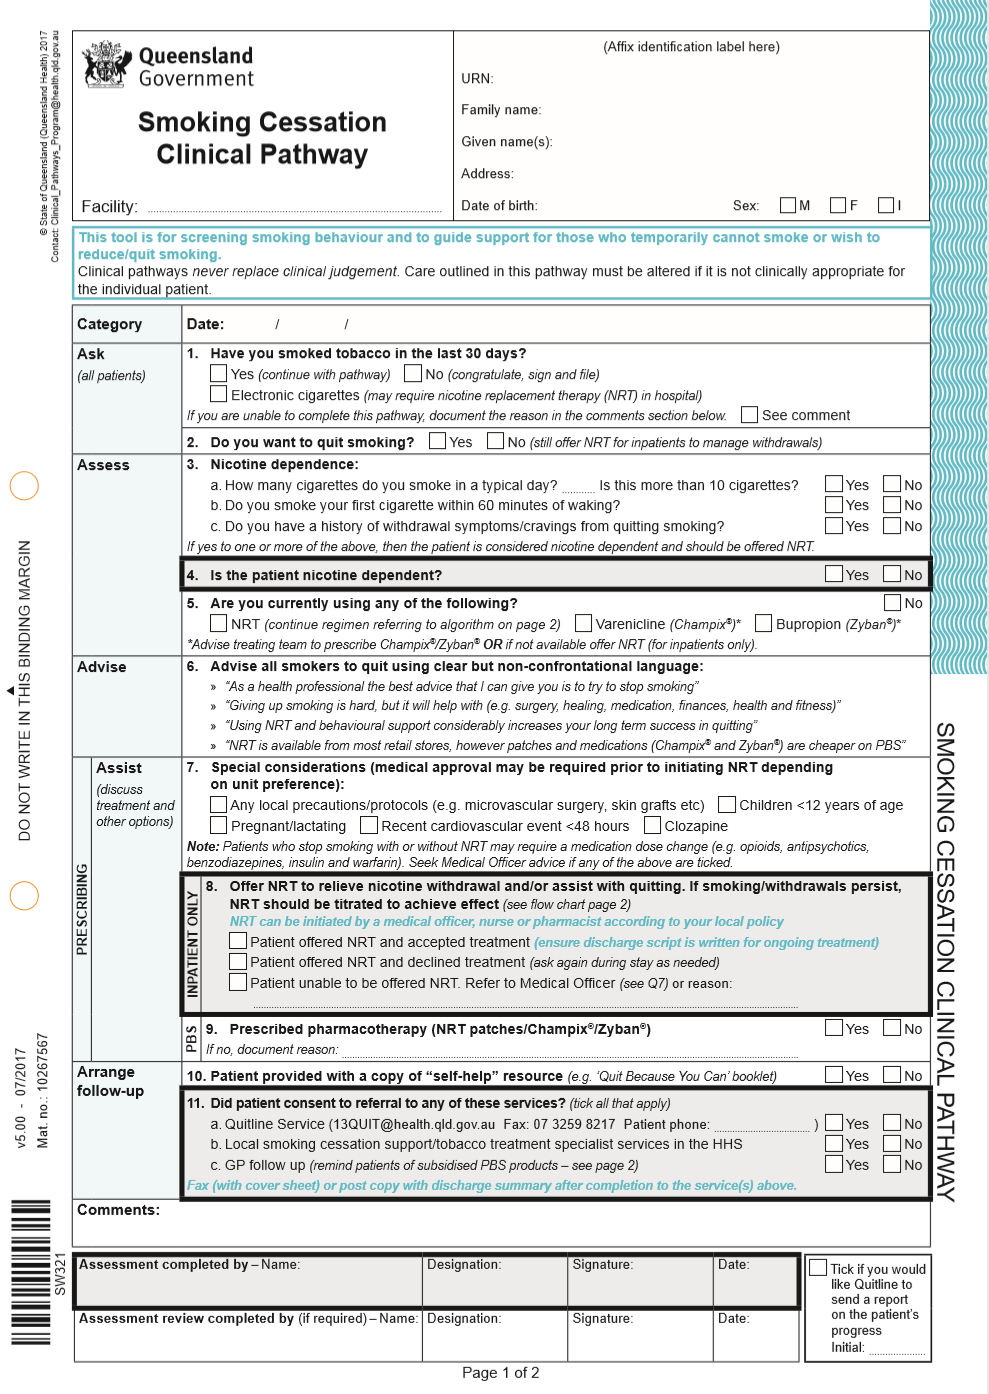 © State of Queensland (Queensland Health) 2017
Contact: Clinical_Pathways_Program@health.qld.gov.au
Queensland
Government
Smoking Cessation
Clinical Pathway
Facility:
(Affix identification label here)
URN:
Family name:
Given name(s):
Address:
Date of birth: Sex: M F I
This tool is for screening smoking behaviour and to guide support for those who temporarily cannot smoke or wish to
reduce/quit smoking.
Clinical pathways never replace clinical judgement. Care outlined in this pathway must be altered if it is not clinically appropriate for
the individual patient.
Category Date: / /
Ask
(all patients)
1. Have you smoked tobacco in the last 30 days?
Yes (continue with pathway) No (congratulate, sign and file)
Electronic cigarettes (may require nicotine replacement therapy (NRT) in hospital)
If you are unable to complete this pathway, document the reason in the comments section below. See comment
2. Do you want to quit smoking? Yes No (still offer NRT for inpatients to manage withdrawals)
Assess
3. Nicotine dependence:
a. How many cigarettes do you smoke in a typical day? ........ Is this more than 10 cigarettes? Yes No
b. Do you smoke your first cigarette within 60 minutes of waking? Yes No
c. Do you have a history of withdrawal symptoms/cravings from quitting smoking? Yes No
If yes to one or more of the above, then the patient is considered nicotine dependent and should be offered NRT.
4. Is the patient nicotine dependent? Yes No
5. Are you currently using any of the following? No
NRT (continue regimen referring to algorithm on page 2) Varenicline (Champix®)* Bupropion (Zyban®)*
*Advise treating team to prescribe Champix®/Zyban® OR if not available offer NRT (for inpatients only).
Advise
6. Advise all smokers to quit using clear but non-confrontational language:
» “As a health professional the best advice that I can give you is to try to stop smoking”
» “Giving up smoking is hard, but it will help with (e.g. surgery, healing, medication, finances, health and fitness)”
» “Using NRT and behavioural support considerably increases your long term success in quitting”
» “NRT is available from most retail stores, however patches and medications (Champix® and Zyban®) are cheaper on PBS”
PRESCRIBING
Assist
(discuss
treatment and
other options)
7. Special considerations (medical approval may be required prior to initiating NRT depending
on unit preference):
Any local precautions/protocols (e.g. microvascular surgery, skin grafts etc) Children <12 years of age
Pregnant/lactating Recent cardiovascular event <48 hours Clozapine
Note: Patients who stop smoking with or without NRT may require a medication dose change (e.g. opioids, antipsychotics,
benzodiazepines, insulin and warfarin). Seek Medical Officer advice if any of the above are ticked.
INPATIENT ONLY
8. Offer NRT to relieve nicotine withdrawal and/or assist with quitting. If smoking/withdrawals persist,
NRT should be titrated to achieve effect (see flow chart page 2)
NRT can be initiated by a medical officer, nurse or pharmacist according to your local policy
Patient offered NRT and accepted treatment (ensure discharge script is written for ongoing treatment)
Patient offered NRT and declined treatment (ask again during stay as needed)
Patient unable to be offered NRT. Refer to Medical Officer (see Q7) or reason:
PBS
9. Prescribed pharmacotherapy (NRT patches/Champix®/Zyban®) Yes No
If no, document reason:
Arrange
follow-up
10. Patient provided with a copy of “self-help” resource (e.g. ‘Quit Because You Can’ booklet) Yes No
11. Did patient consent to referral to any of these services? (tick all that apply)
a. Quitline Service (13QUIT@health.qld.gov.au Fax: 07 3259 8217 Patient phone: ........ ) Yes No
b. Local smoking cessation support/tobacco treatment specialist services in the HHS Yes No
c. GP follow up (remind patients of subsidised PBS products – see page 2) Yes No
Fax (with cover sheet) or post copy with discharge summary after completion to the service(s) above.
Comments:
Assessment completed by – Name: Designation: Signature: Date:
Assessment review completed by (if required) – Name: Designation: Signature: Date:
Tick if you would
like Quitline to
send a report
on the patient's
progress
Initial:
Page 1 of 2
DO NOT WRITE IN THIS BINDING MARGIN
v5.00 - 07/2017
Mat. no.: 10267567
SW321
SMOKING CESSATION CLINICAL PATHWAY